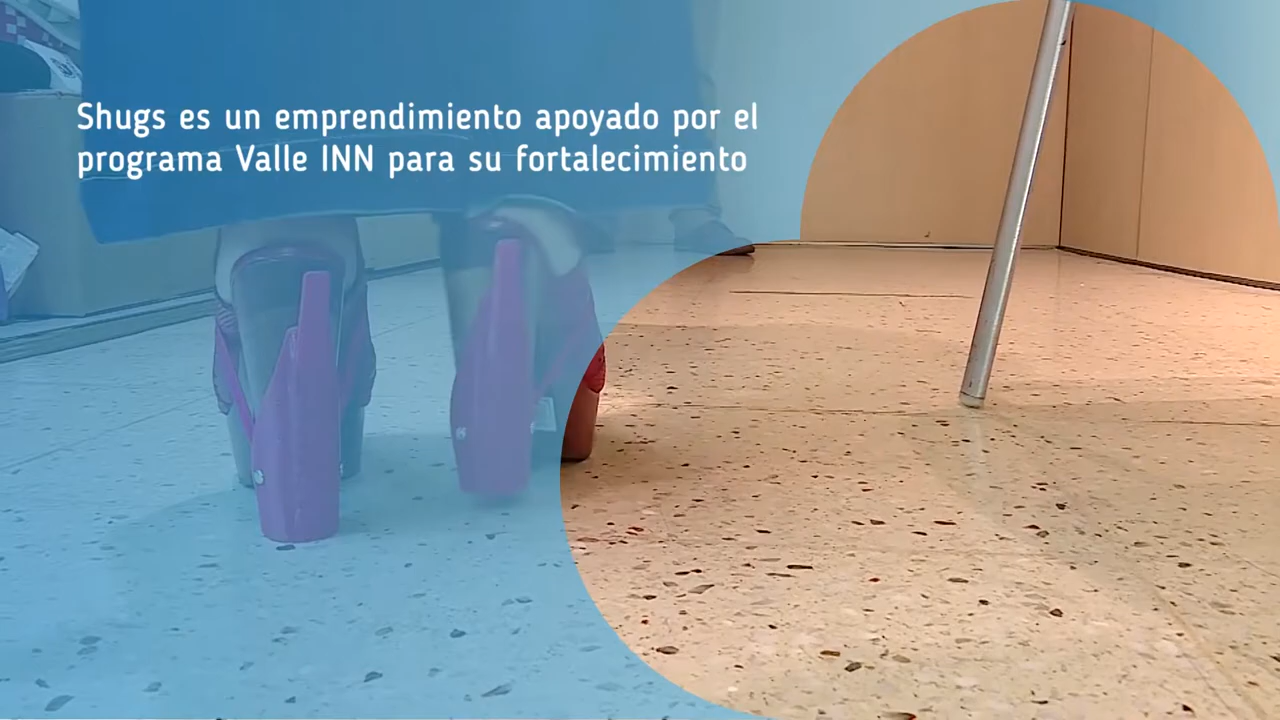 Shugs es un emprendimiento apoyado por el
programa Valle INN para su fortalecimiento